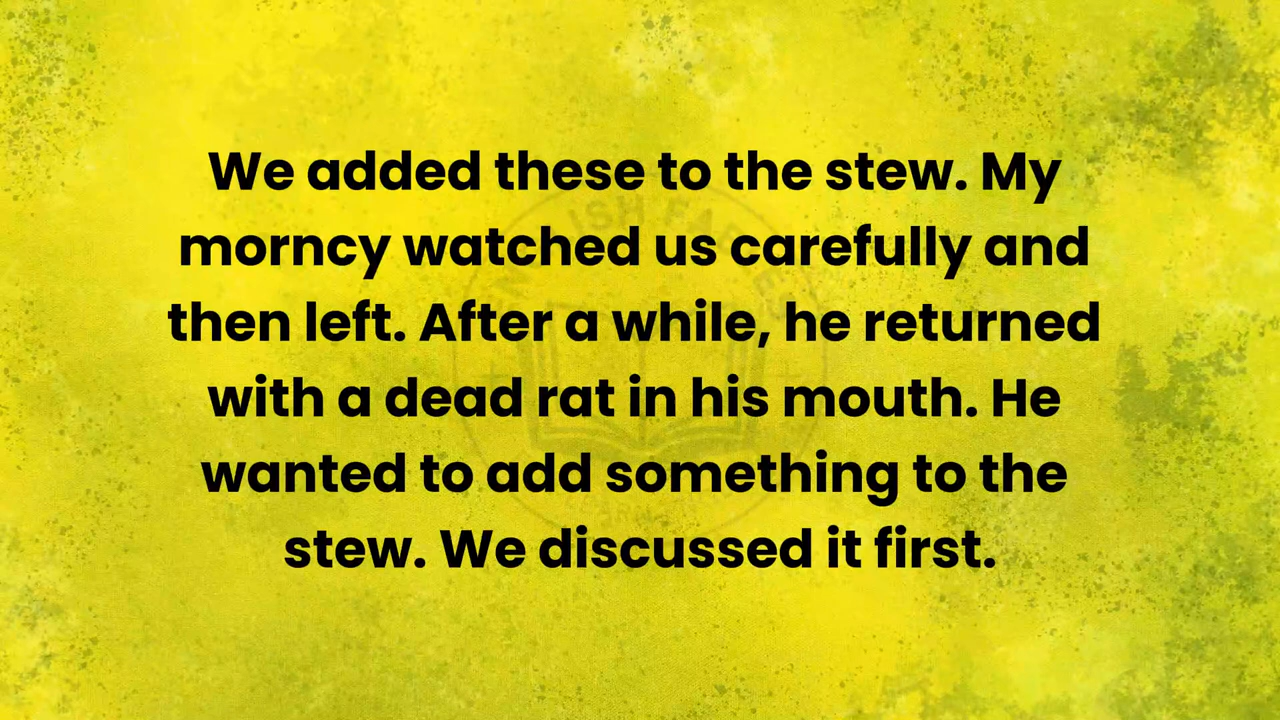 We added these to the stew. My
morncy watched us carefully and
then left. After a while, he returned
with a dead rat in his mouth. He
wanted to add something to the
stew. We discussed it first.